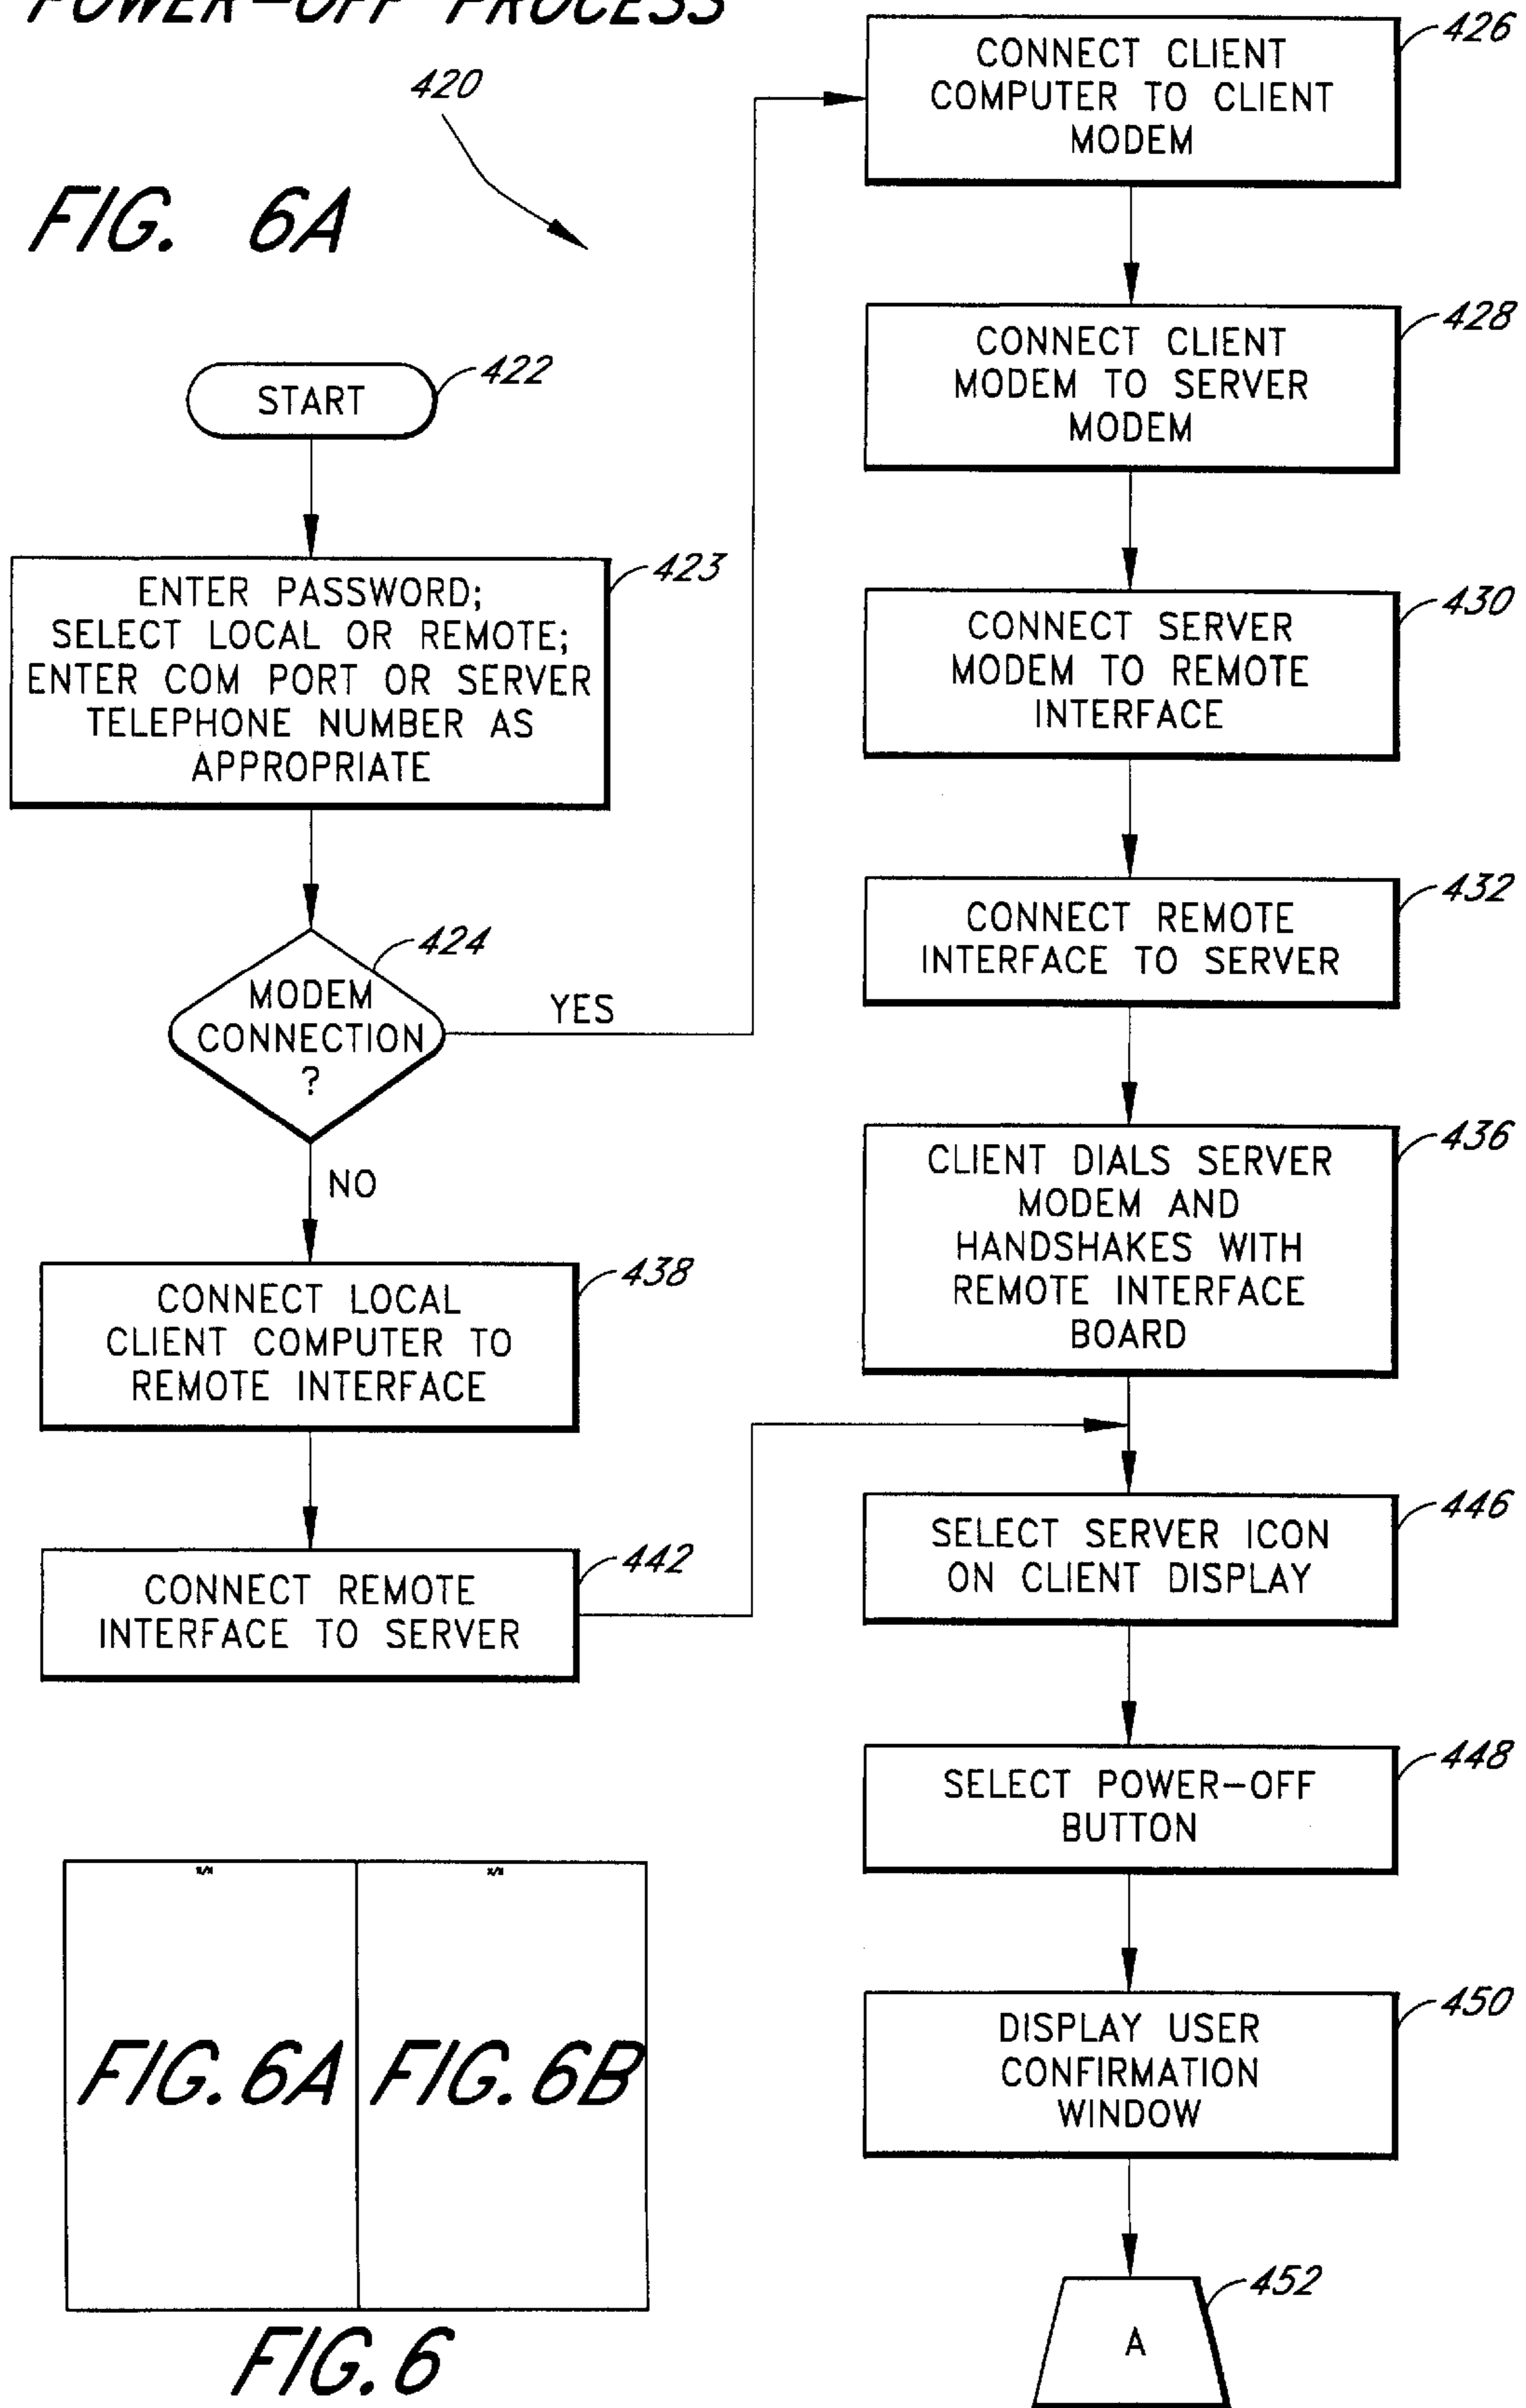 POWER-OFF PROCESS
420
FIG. 6A
START
422
ENTER PASSWORD;
SELECT LOCAL OR REMOTE;
ENTER COM PORT OR SERVER
TELEPHONE NUMBER AS
APPROPRIATE
423
MODEM
CONNECTION
?
424
YES
NO
CONNECT LOCAL
CLIENT COMPUTER TO
REMOTE INTERFACE
438
CONNECT REMOTE
INTERFACE TO SERVER
442
CONNECT CLIENT
COMPUTER TO CLIENT
MODEM
426
CONNECT CLIENT
MODEM TO SERVER
MODEM
428
CONNECT SERVER
MODEM TO REMOTE
INTERFACE
430
CONNECT REMOTE
INTERFACE TO SERVER
432
CLIENT DIALS SERVER
MODEM AND
HANDSHAKES WITH
REMOTE INTERFACE
BOARD
436
SELECT SERVER ICON
ON CLIENT DISPLAY
446
SELECT POWER-OFF
BUTTON
448
DISPLAY USER
CONFIRMATION
WINDOW
450
A
452
FIG. 6A
FIG. 6B
FIG. 6